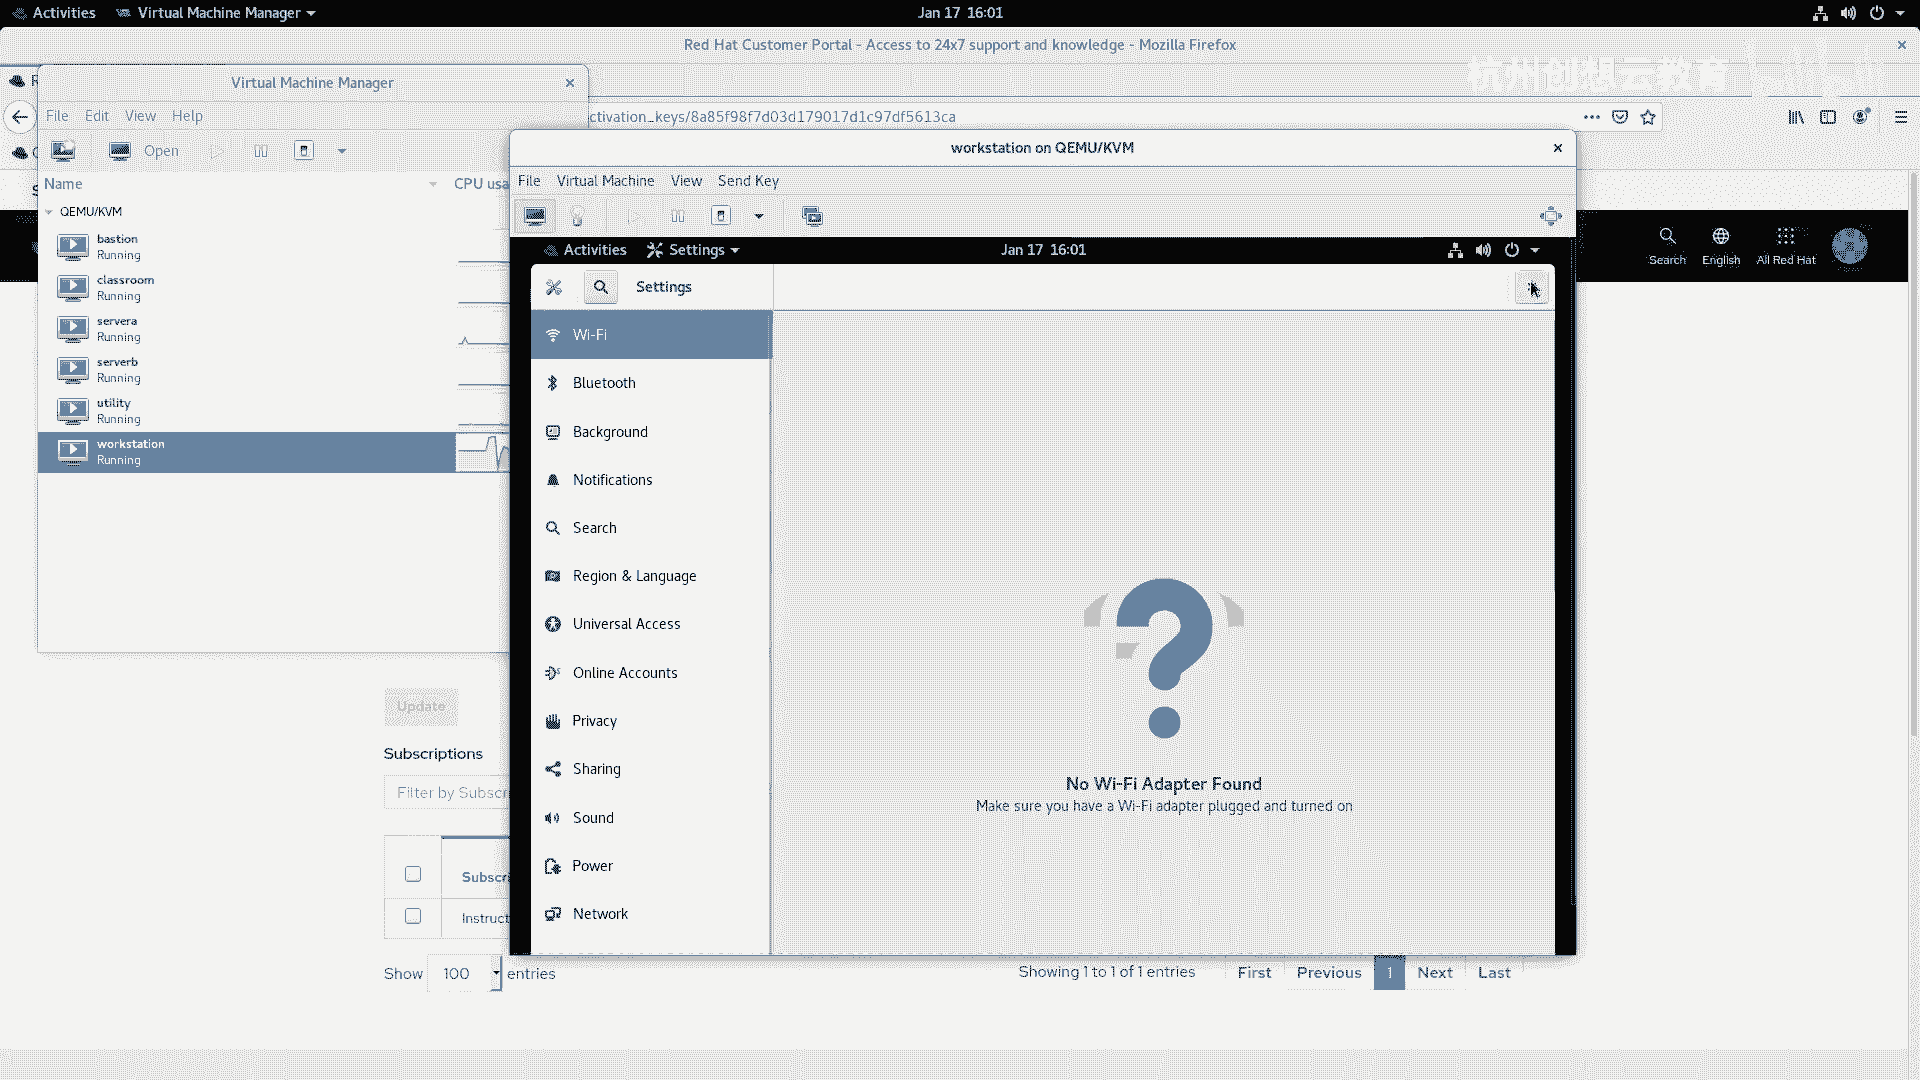 Activities Virtual Machine Manager Jan 17 16:01
Red Hat Customer Portal - Access to 24x7 support and knowledge - Mozilla Firefox
杭州创想云教育
Virtual Machine Manager
File Edit View Help
ctivation_keys/8a85f98f7d03d179017d1c97df5613ca
Open
Name CPU usa
QEMU/KVM
bastion
Running
classroom
Running
servera
Running
serverb
Running
utility
Running
workstation
Running
workstation on QEMU/KVM
File Virtual Machine View Send Key
Activities Settings Jan 17 16:01
Settings
Wi-Fi
Bluetooth
Background
Notifications
Search
Region & Language
Universal Access
Online Accounts
Privacy
Sharing
Sound
Power
Network
No Wi-Fi Adapter Found
Make sure you have a Wi-Fi adapter plugged and turned on
Search English All Red Hat
Update
Subscriptions
Filter by Subscr
Subscri
Instruct
Show 100 entries
Showing 1 to 1 of 1 entries First Previous 1 Next Last